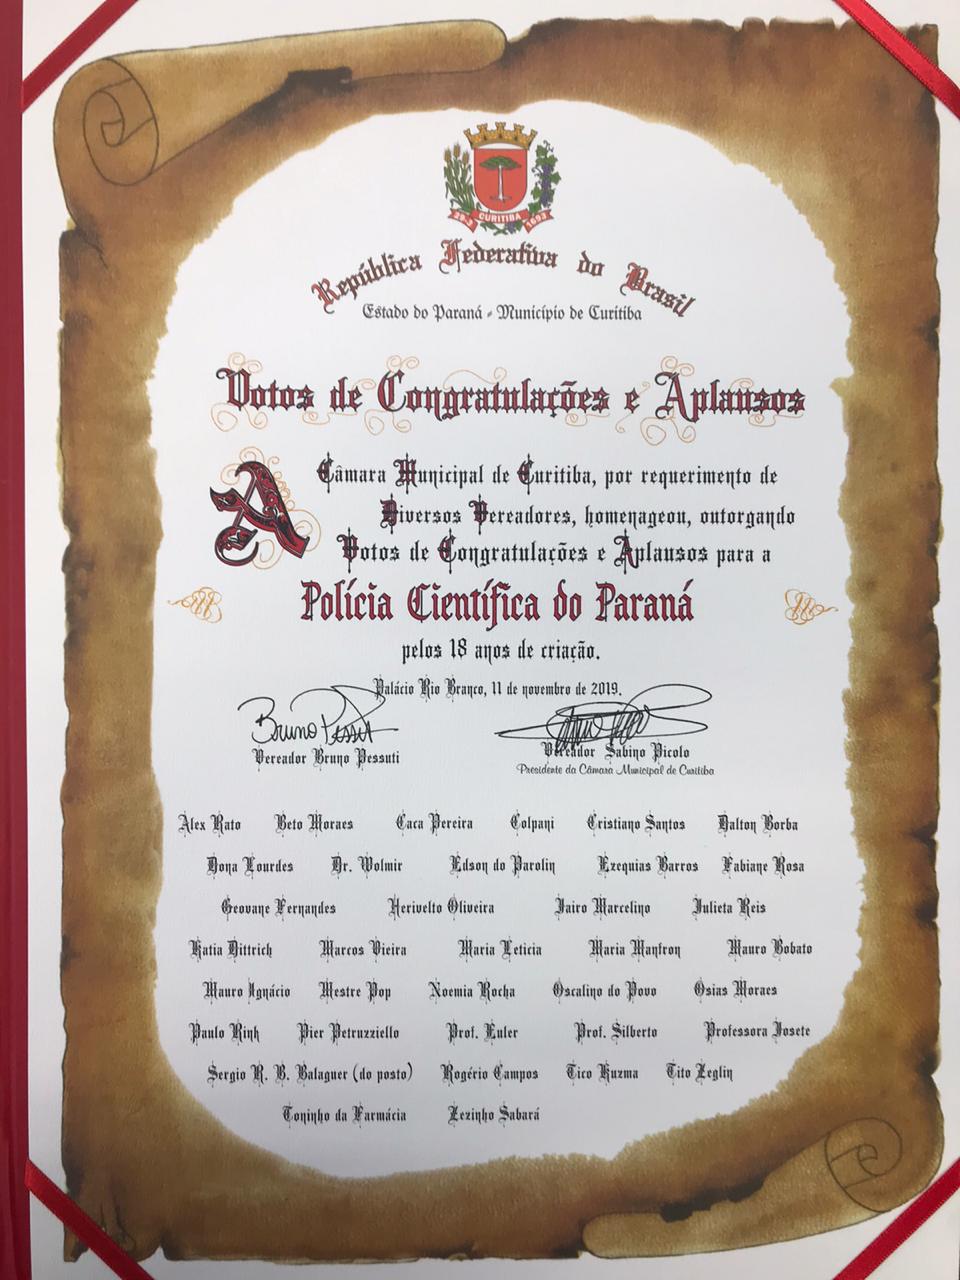 29-3 CURITIBA 1693
República Federativa do Brasil
Estado do Paraná - Município de Curitiba
Votos de Congratulações e Aplausos
A Câmara Municipal de Curitiba, por requerimento de
Diversos Vereadores, homenageou, outorgando
Votos de Congratulações e Aplausos para a
Polícia Científica do Paraná
pelos 18 anos de criação.
Palácio Rio Branco, 11 de novembro de 2019.
Bruno Pessuti
Vereador Bruno Pessuti
Vereador Sabino Picolo
Presidente da Câmara Municipal de Curitiba
Alex Rato Beto Moraes Caca Pereira Colpani Cristiano Santos Dalton Borba
Dona Lourdes Dr. Wolmir Edson do Parolin Ezequias Barros Fabiane Rosa
Geovane Fernandes Herivelto Oliveira Jairo Marcelino Julieta Reis
Katia Dittrich Marcos Vieira Maria Leticia Maria Manfron Mauro Bobato
Mauro Ignácio Mestre Pop Noemia Rocha Oscalino do Povo Osias Moraes
Paulo Rink Pier Petruzziello Prof. Euler Prof. Silberto Professora Josete
Sergio R. B. Balaguer (do posto) Rogério Campos Tico Kuzma Tito Zeglin
Toninho da Farmácia Zezinho Sabará